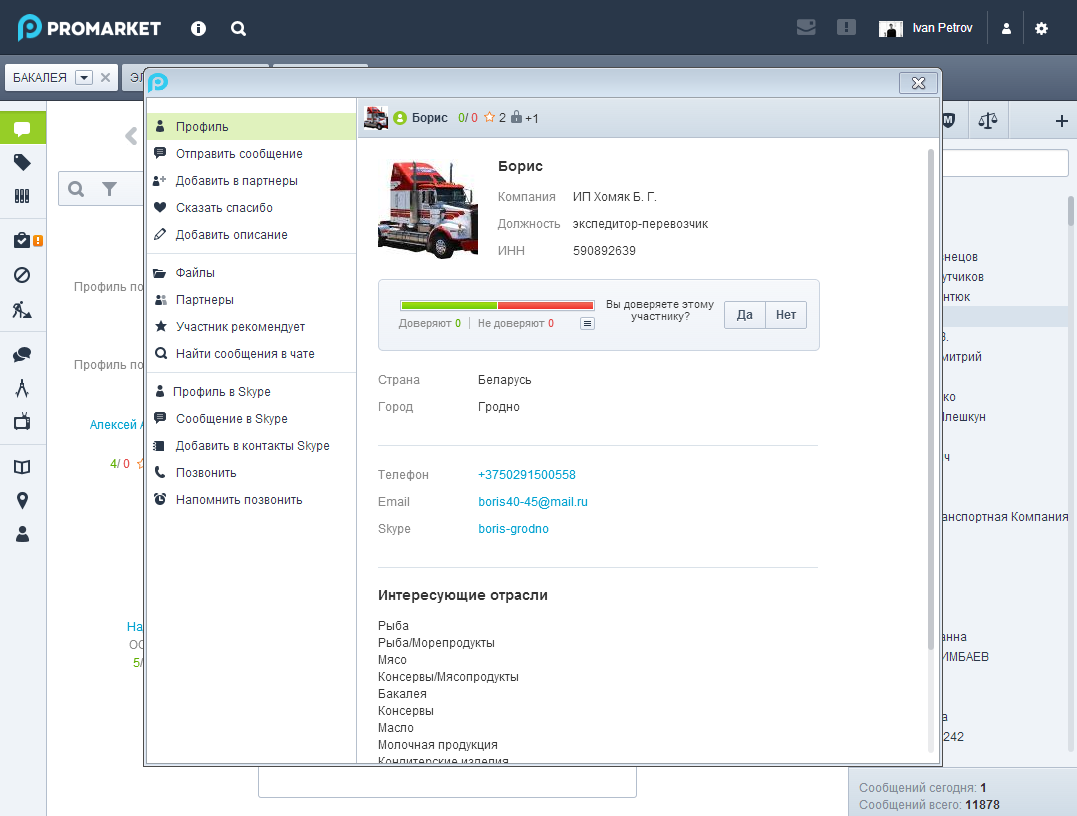 PROMARKET
Ivan Petrov
БАКАЛЕЯ
Профиль
Отправить сообщение
Добавить в партнеры
Сказать спасибо
Добавить описание
Файлы
Партнеры
Участник рекомендует
Найти сообщения в чате
Профиль в Skype
Сообщение в Skype
Добавить в контакты Skype
Позвонить
Напомнить позвонить
Борис 0/ 0 2 +1
Борис
Компания ИП Хомяк Б. Г.
Должность экспедитор-перевозчик
ИНН 590892639
Доверяют 0 Не доверяют 0
Вы доверяете этому
участнику?
Да Нет
Страна Беларусь
Город Гродно
Телефон +3750291500558
Email boris40-45@mail.ru
Skype boris-grodno
Интересующие отрасли
Рыба
Рыба/Морепродукты
Мясо
Консервы/Мясопродукты
Бакалея
Консервы
Масло
Молочная продукция
Кондитерские изделия
Профиль по
Профиль по
Алексей
4/ 0
На
ОО
5/
знецов
утчиков
нтюк
В.
митрий
ко
Плешкун
ч
анспортная Компания
анна
ИМБАЕВ
а
242
Сообщений сегодня: 1
Сообщений всего: 11878